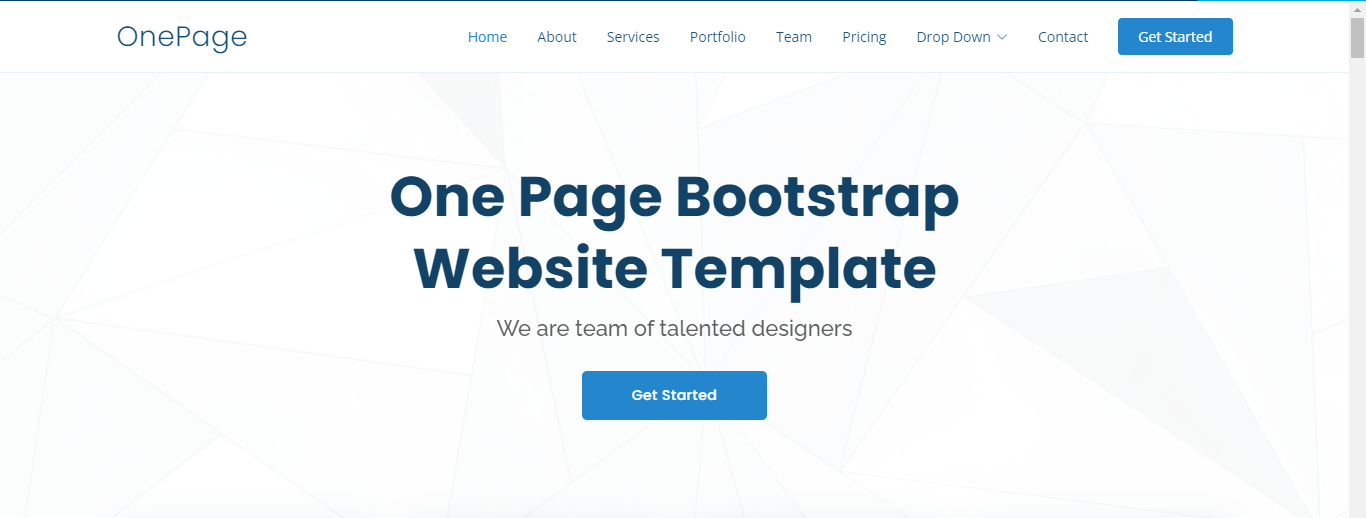 OnePage
Home About Services Portfolio Team Pricing Drop Down Contact Get Started
One Page Bootstrap
Website Template
We are team of talented designers
Get Started